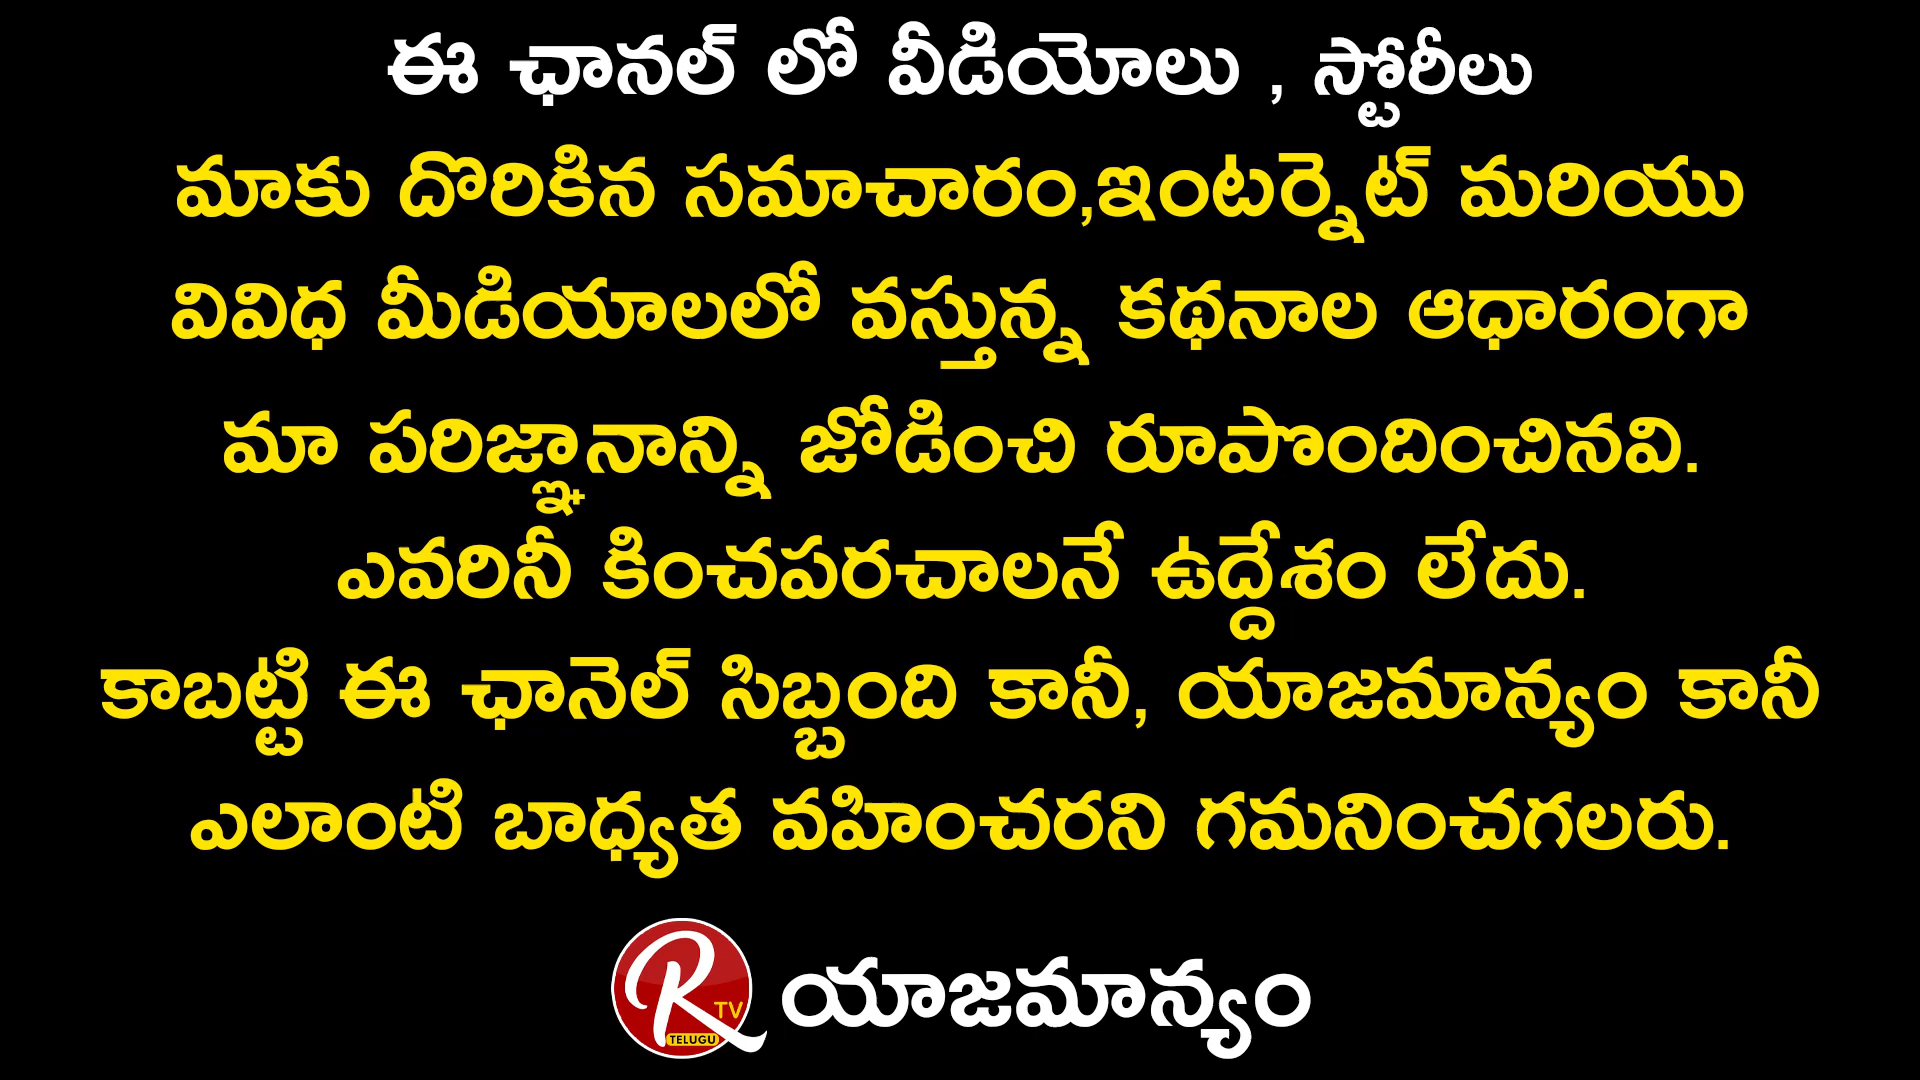 ఈ ఛానల్ లో వీడియోలు , స్టోరీలు
మాకు దొరికిన సమాచారం,ఇంటర్నెట్ మరియు
వివిధ మీడియాలలో వస్తున్న కథనాల ఆధారంగా
మా పరిజ్ఞానాన్ని జోడించి రూపొందించినవి.
ఎవరినీ కించపరచాలనే ఉద్దేశం లేదు.
కాబట్టి ఈ ఛానెల్ సిబ్బంది కానీ, యాజమాన్యం కానీ
ఎలాంటి బాధ్యత వహించరని గమనించగలరు.
R TV TELUGU యాజమాన్యం